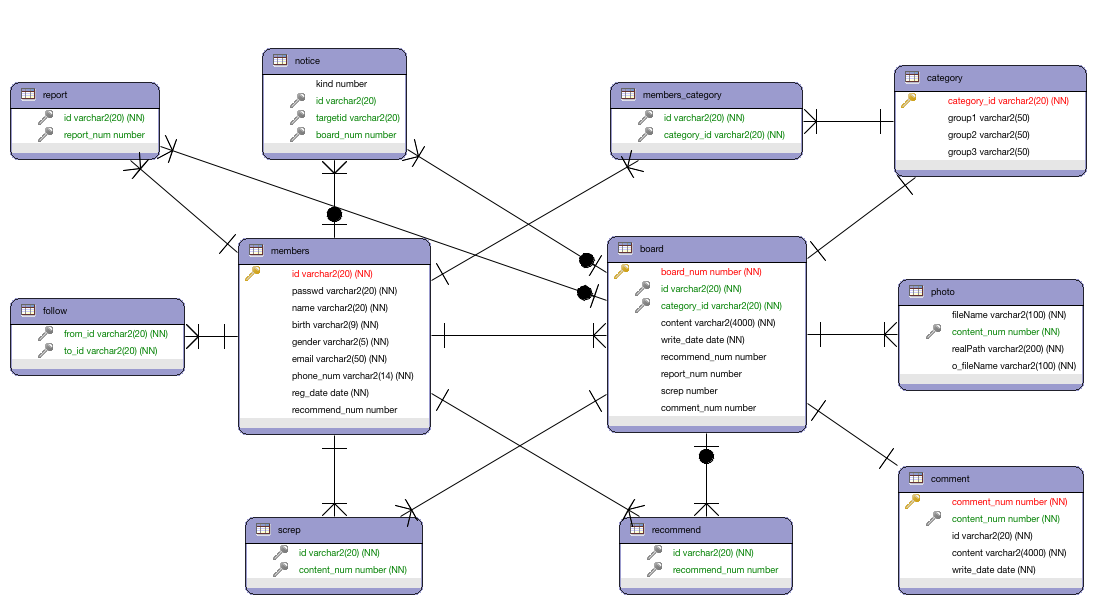 report
id varchar2(20) (NN)
report_num number
notice
kind number
id varchar2(20)
targetid varchar2(20)
board_num number
members_category
id varchar2(20) (NN)
category_id varchar2(20) (NN)
category
category_id varchar2(20) (NN)
group1 varchar2(50)
group2 varchar2(50)
group3 varchar2(50)
follow
from_id varchar2(20) (NN)
to_id varchar2(20) (NN)
members
id varchar2(20) (NN)
passwd varchar2(20) (NN)
name varchar2(20) (NN)
birth varchar2(9) (NN)
gender varchar2(5) (NN)
email varchar2(50) (NN)
phone_num varchar2(14) (NN)
reg_date date (NN)
recommend_num number
board
board_num number (NN)
id varchar2(20) (NN)
category_id varchar2(20) (NN)
content varchar2(4000) (NN)
write_date date (NN)
recommend_num number
report_num number
screp number
comment_num number
photo
fileName varchar2(100) (NN)
content_num number (NN)
realPath varchar2(200) (NN)
o_fileName varchar2(100) (NN)
screp
id varchar2(20) (NN)
content_num number (NN)
recommend
id varchar2(20) (NN)
recommend_num number
comment
comment_num number (NN)
content_num number (NN)
id varchar2(20) (NN)
content varchar2(4000) (NN)
write_date date (NN)